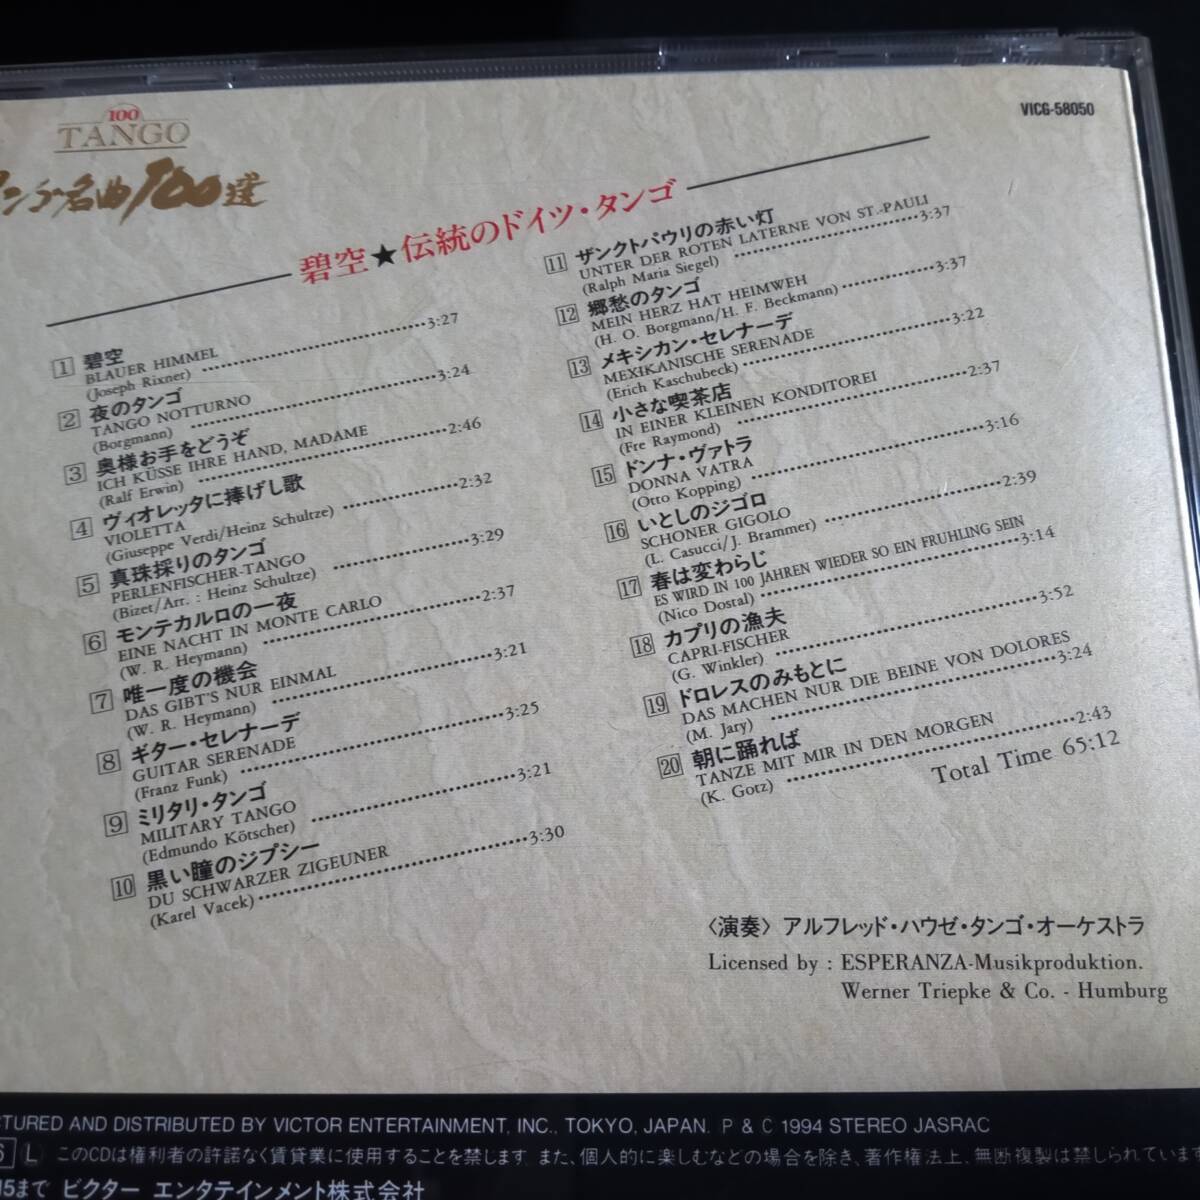 100
TANGO
ンゴ名曲100選
VICG-58050
碧空★伝統のドイツ・タンゴ
1 碧空
BLAUER HIMMEL
(Joseph Rixner) 3:27
2 夜のタンゴ
TANGO NOTTURNO
(Borgmann) 3:24
3 奥様お手をどうぞ
ICH KÜSSE IHRE HAND, MADAME
(Ralf Erwin) 2:46
4 ヴィオレッタに捧げし歌
VIOLETTA
(Giuseppe Verdi/Heinz Schultze) 2:32
5 真珠採りのタンゴ
PERLENFISCHER-TANGO
(Bizet/Arr. : Heinz Schultze) 3:29
6 モンテカルロの一夜
EINE NACHT IN MONTE CARLO
(W. R. Heymann) 2:37
7 唯一度の機会
DAS GIBT'S NUR EINMAL
(W. R. Heymann) 3:21
8 ギター・セレナーデ
GUITAR SERENADE
(Franz Funk) 3:25
9 ミリタリ・タンゴ
MILITARY TANGO
(Edmundo Kötscher) 3:21
10 黒い瞳のジプシー
DU SCHWARZER ZIGEUNER
(Karel Vacek) 3:30
11 ザンクトパウリの赤い灯
UNTER DER ROTEN LATERNE VON ST.-PAULI
(Ralph Maria Siegel) 3:37
12 郷愁のタンゴ
MEIN HERZ HAT HEIMWEH
(H. O. Borgmann/H. F. Beckmann) 3:37
13 メキシカン・セレナーデ
MEXIKANISCHE SERENADE
(Erich Kaschubeck) 3:22
14 小さな喫茶店
IN EINER KLEINEN KONDITOREI
(Fre Raymond) 2:37
15 ドンナ・ヴァトラ
DONNA VATRA
(Otto Kopping) 3:16
16 いとしのジゴロ
SCHONER GIGOLO
(L. Casucci/J. Brammer) 2:39
17 春は変わらじ
ES WIRD IN 100 JAHREN WIEDER SO EIN FRUHLING SEIN
(Nico Dostal) 3:14
18 カプリの漁夫
CAPRI-FISCHER
(G. Winkler) 3:52
19 ドロレスのみもとに
DAS MACHEN NUR DIE BEINE VON DOLORES
(M. Jary) 3:24
20 朝に踊れば
TANZE MIT MIR IN DEN MORGEN
(K. Gotz) 2:43
Total Time 65:12
〈演奏〉アルフレッド・ハウゼ・タンゴ・オーケストラ
Licensed by : ESPERANZA-Musikproduktion.
Werner Triepke & Co. - Humburg
CTURED AND DISTRIBUTED BY VICTOR ENTERTAINMENT, INC., TOKYO, JAPAN. P & C 1994 STEREO JASRAC
L このCDは権利者の許諾なく賃貸業に使用することを禁じます。また、個人的に楽しむなどの場合を除き、著作権法上、無断複製は禁じられています
15まで ビクター エンタテインメント株式会社